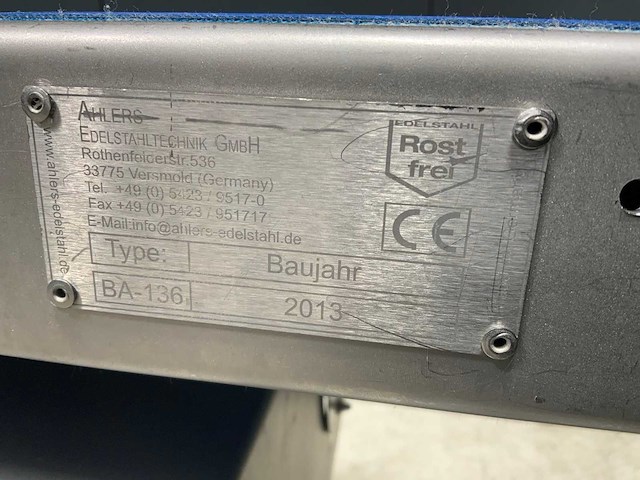 AHLERS
EDELSTAHLTECHNIK GMBH
Rothenfelderstr.536
33775 Versmold (Germany)
Tel. +49 (0) 5423 / 9517-0
Fax +49 (0) 5423 / 951717
E-Mail:info@ahlers-edelstahl.de
www.ahlers-edelstahl.de
EDELSTAHL
Rost
frei
CE
Type: Baujahr
BA-136 2013